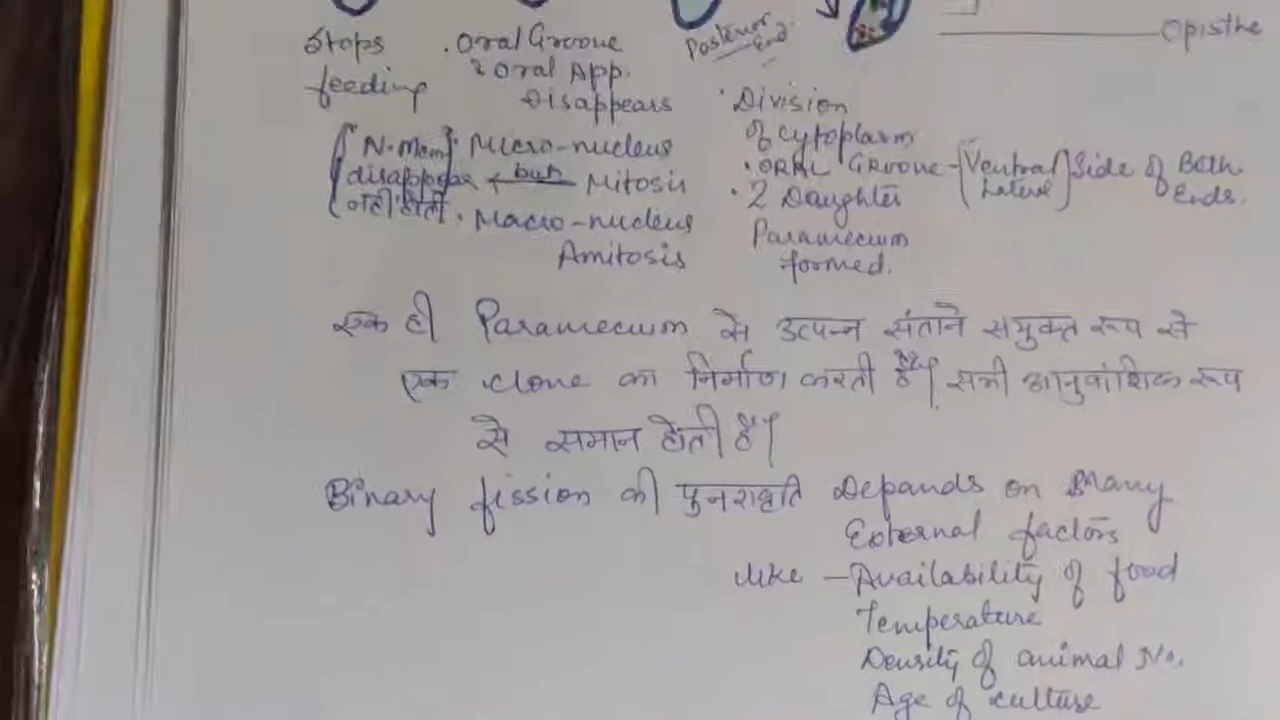 Opisthe
Posterior End.
Stops
feeding
. Oral Groove
& Oral App.
Disappears
[N. Mem]
disappear
नहीं होती
. Micro-nucleus
but Mitosis
. Macro-nucleus
Amitosis
. Division
of cytoplasm
. ORAL Groove - [Ventral Lateral] Side of Both Ends.
. 2 Daughter
Paramecium
formed.
एक ही Paramecium से उत्पन्न संताने सयुक्त रूप से
एक clone का निर्माण करती है। सभी आनुवांशिक रूप
से समान होती है।
Binary fission की पुनरावृति Depands on Many
External factors
like - Availability of food
Temperature
Density of animal No.
Age of culture